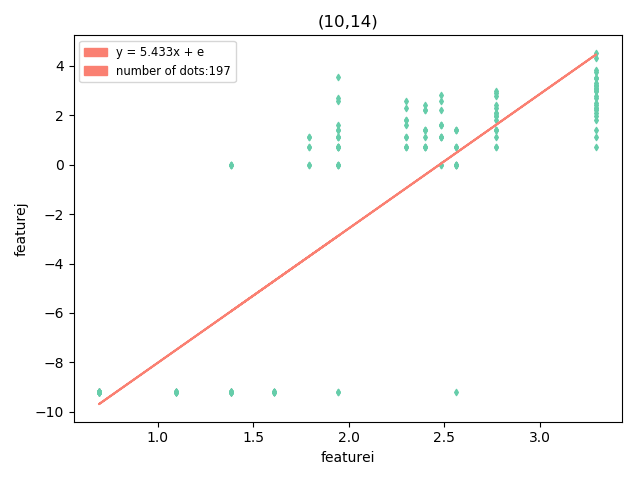 (10,14)
y = 5.433x + e
number of dots:197
4
2
0
−2
−4
−6
−8
−10
featurej
1.0 1.5 2.0 2.5 3.0
featurei